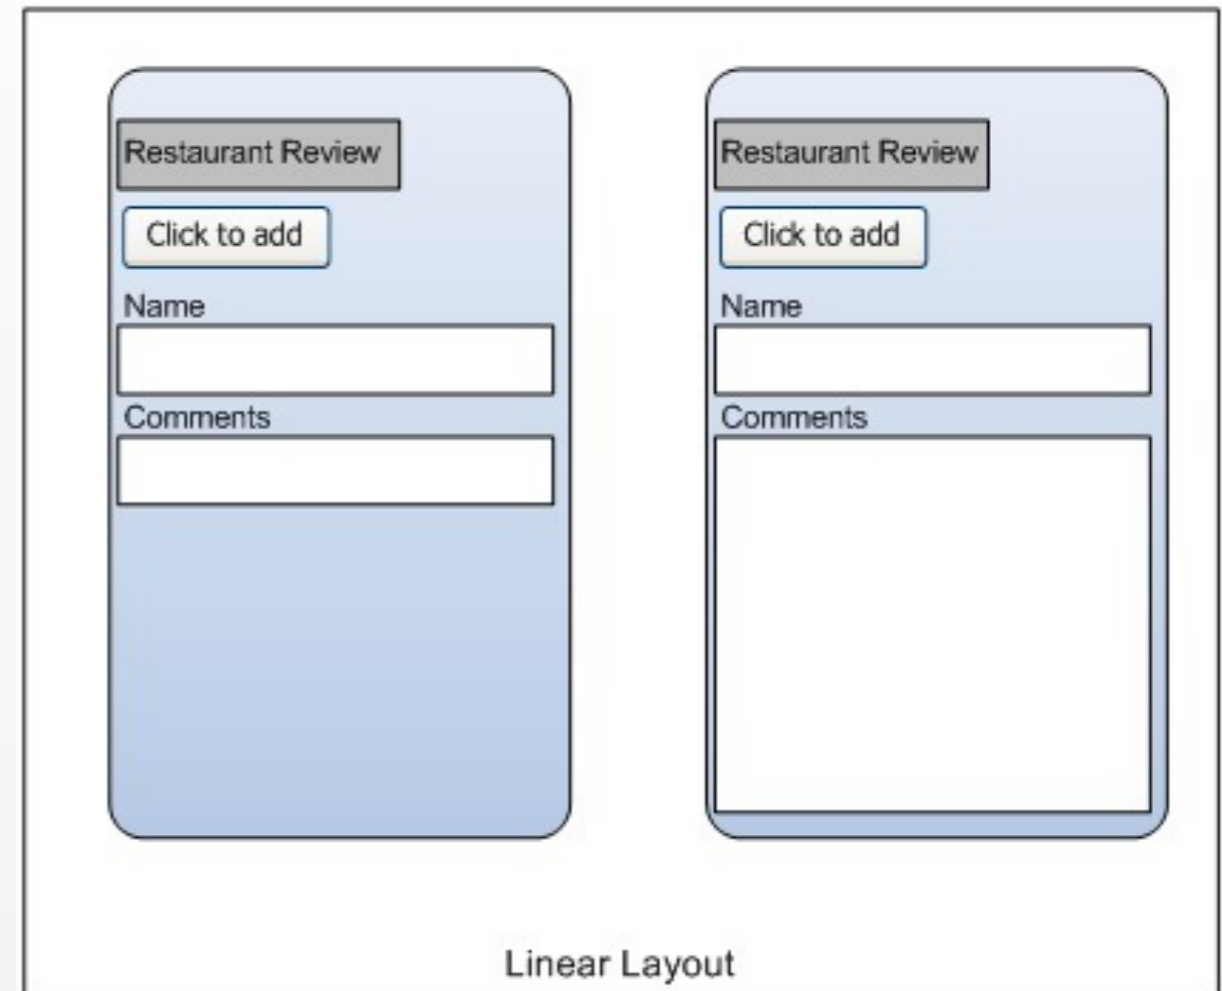 Restaurant Review
Click to add
Name
Comments
Restaurant Review
Click to add
Name
Comments
Linear Layout